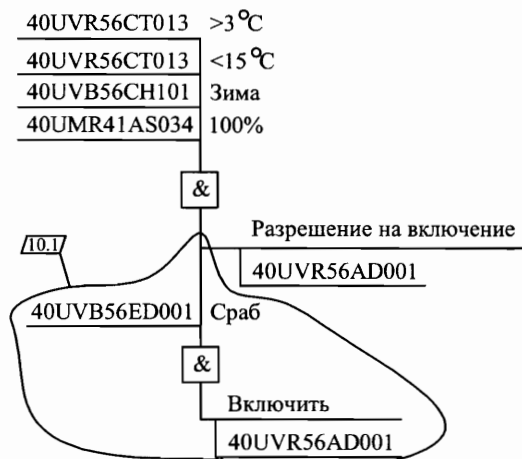 40UVR56CT013 >3°C
40UVR56CT013 <15°C
40UVB56CH101 Зима
40UMR41AS034 100%
&
10.1
Разрешение на включение
40UVR56AD001
40UVB56ED001 Сраб
&
Включить
40UVR56AD001